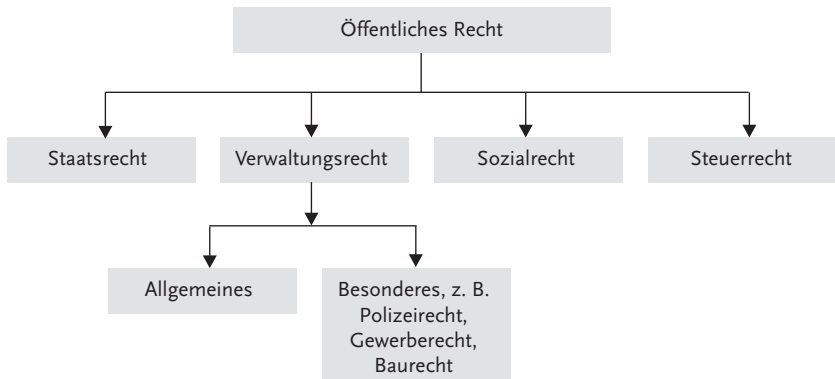 Öffentliches Recht
Staatsrecht
Verwaltungsrecht
Sozialrecht
Steuerrecht
Allgemeines
Besonderes, z. B.
Polizeirecht,
Gewerberecht,
Baurecht